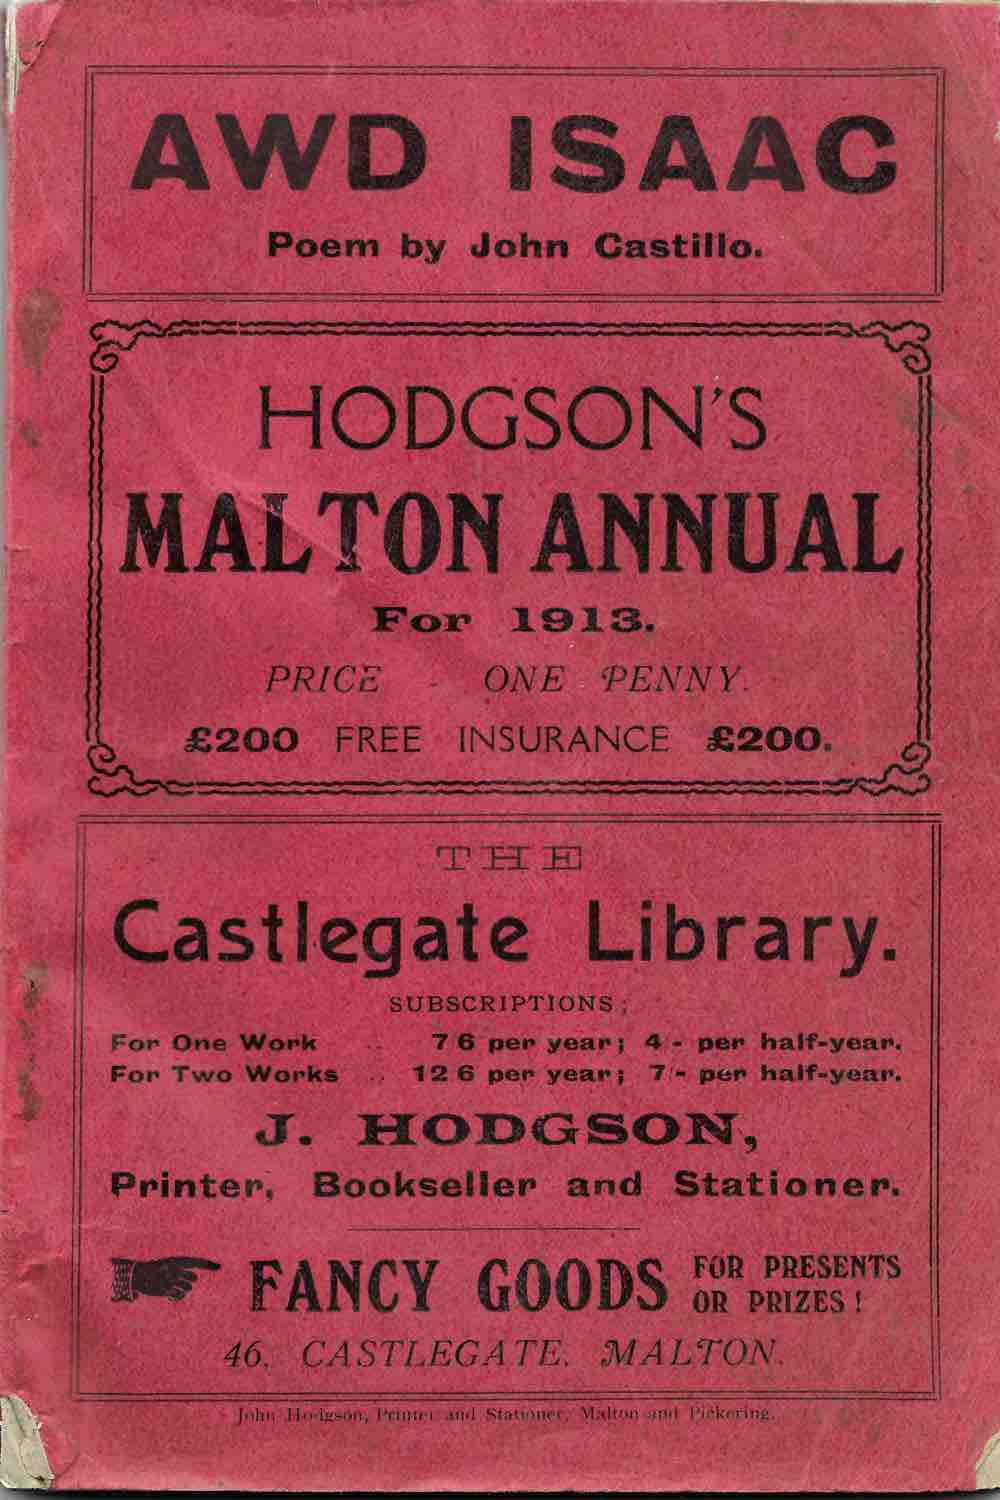 AWD ISAAC
Poem by John Castillo.
HODGSON'S
MALTON ANNUAL
For 1913.
PRICE - ONE PENNY.
£200 FREE INSURANCE £200.
THE
Castlegate Library.
SUBSCRIPTIONS;
For One Work .. 7 6 per year; 4 - per half-year.
For Two Works .. 12 6 per year; 7/- per half-year.
J. HODGSON,
Printer, Bookseller and Stationer.
FANCY GOODS FOR PRESENTS
OR PRIZES!
46, CASTLEGATE, MALTON.
John Hodgson, Printer and Stationer, Malton and Pickering.